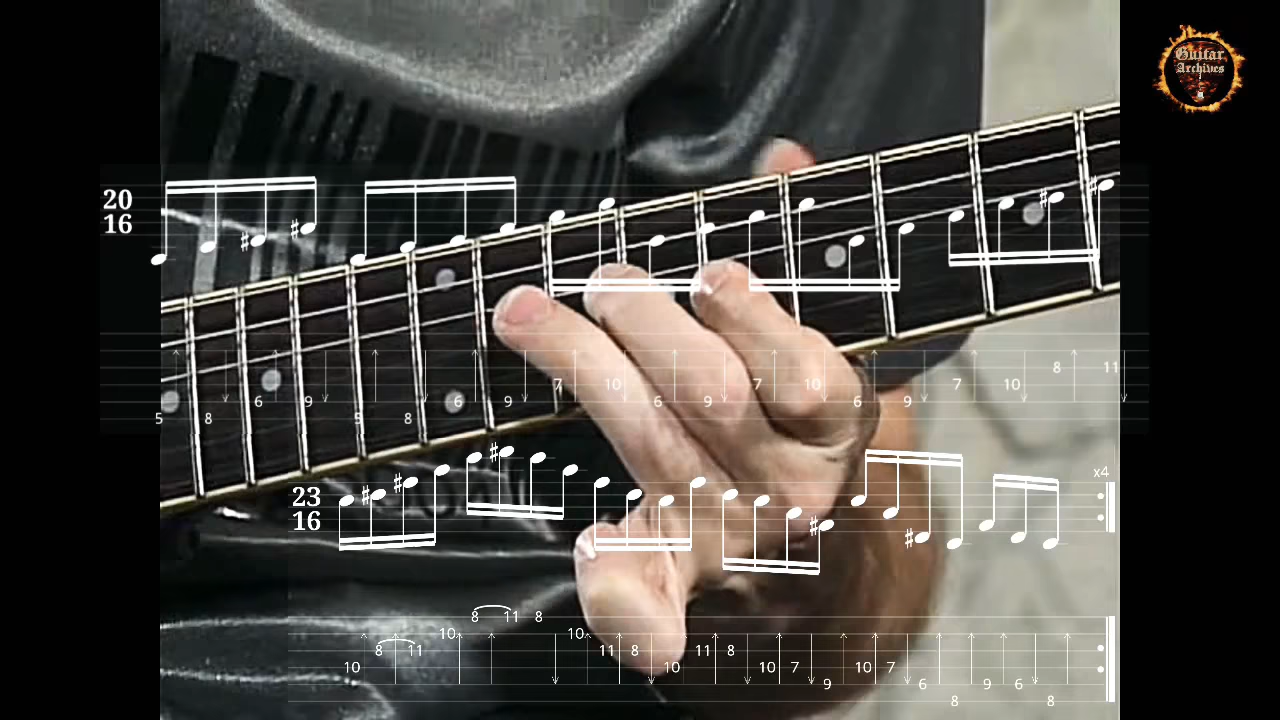 Guitar
Archives
20
16
8 11
7 10 7 10 7 10
6 9 6 9 6 9 6 9
5 8 5 8
23
16
x4
8 11 8
10 10
8 11 11 8 11 8
10 10 10 7 10 7
9 6 9 6
8 8